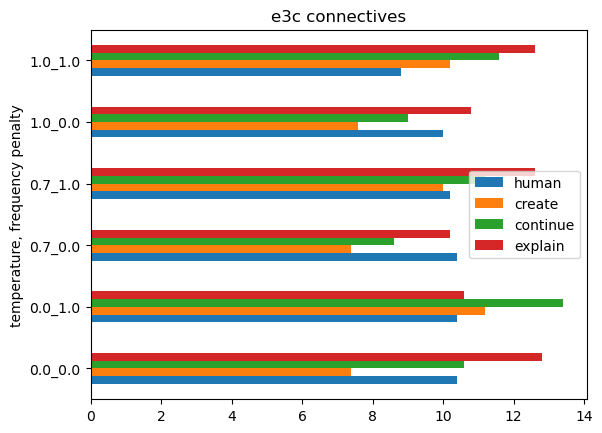 e3c connectives
temperature, frequency penalty
1.0_1.0
1.0_0.0
0.7_1.0
0.7_0.0
0.0_1.0
0.0_0.0
human
create
continue
explain
0 2 4 6 8 10 12 14